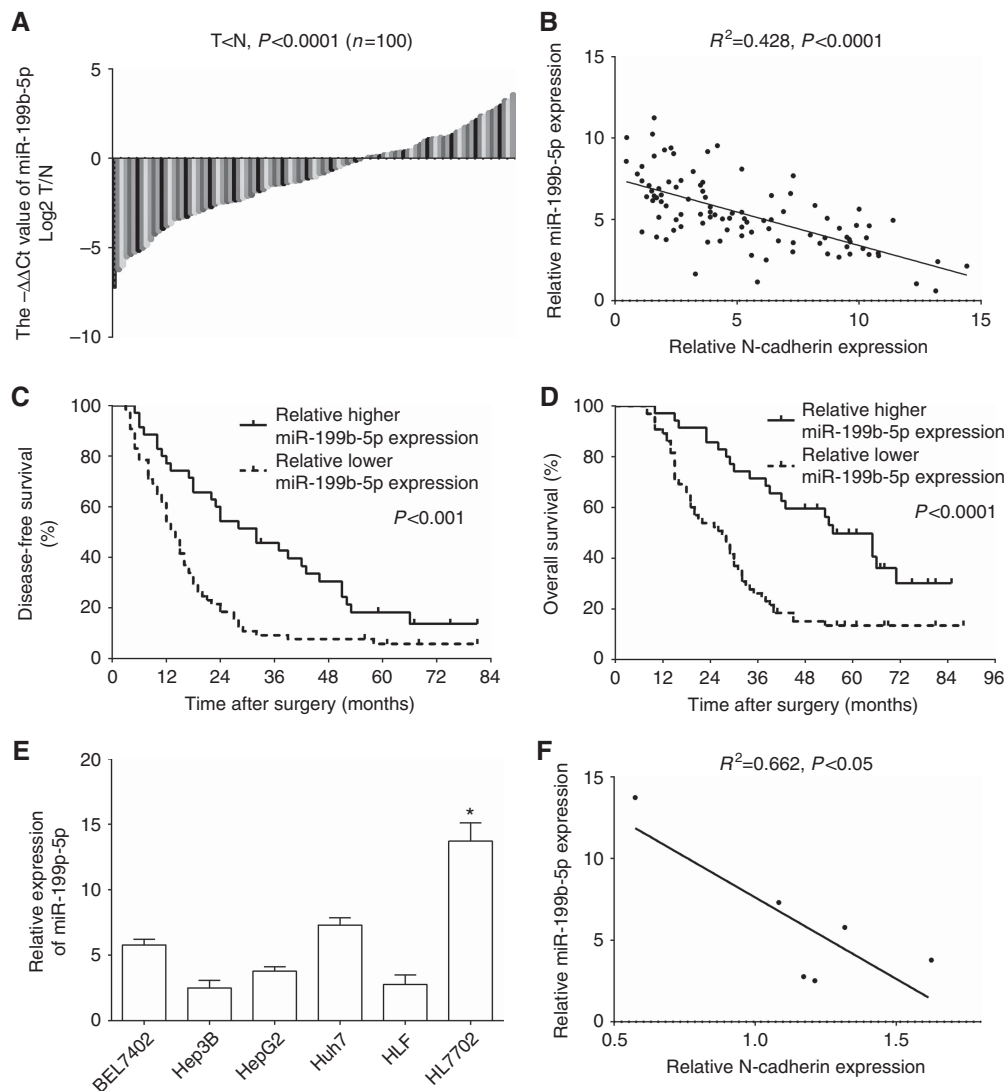 A
T<N, P<0.0001 (n=100)
The –ΔΔCt value of miR-199b-5p
Log2 T/N
5
0
–5
–10
B
R²=0.428, P<0.0001
Relative miR-199b-5p expression
15
10
5
0
0
5
10
15
Relative N-cadherin expression
C
Disease-free survival
(%)
100
80
60
40
20
0
Relative higher
miR-199b-5p expression
Relative lower
miR-199b-5p expression
P<0.001
0
12
24
36
48
60
72
84
Time after surgery (months)
D
Overall survival (%)
100
80
60
40
20
0
Relative higher
miR-199b-5p expression
Relative lower
miR-199b-5p expression
P<0.0001
0
12
24
36
48
60
72
84
96
Time after surgery (months)
E
Relative expression
of miR-199p-5p
20
15
10
5
0
*
BEL7402
Hep3B
HepG2
Huh7
HLF
HL7702
F
R²=0.662, P<0.05
Relative miR-199b-5p expression
15
10
5
0
0.5
1.0
1.5
Relative N-cadherin expression